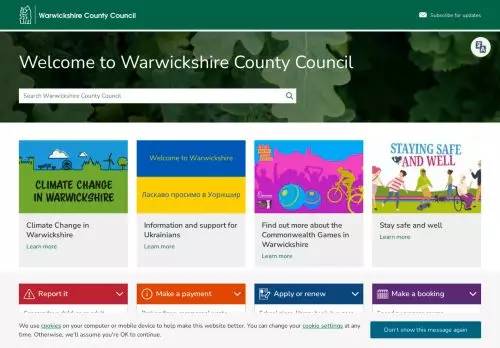 Warwickshire County Council
Subscribe for updates
Welcome to Warwickshire County Council
Search Warwickshire County Council
CLIMATE CHANGE
IN WARWICKSHIRE
Climate Change in
Warwickshire
Learn more
Welcome to Warwickshire
Ласкаво просимо в Уоркшир
Information and support for
Ukrainians
Learn more
Find out more about the
Commonwealth Games in
Warwickshire
Learn more
STAYING SAFE
AND WELL
Stay safe and well
Learn more
Report it
Make a payment
Apply or renew
Make a booking
We use cookies on your computer or mobile device to help make this website better. You can change your cookie settings at any
time. Otherwise, we'll assume you're OK to continue.
Don't show this message again